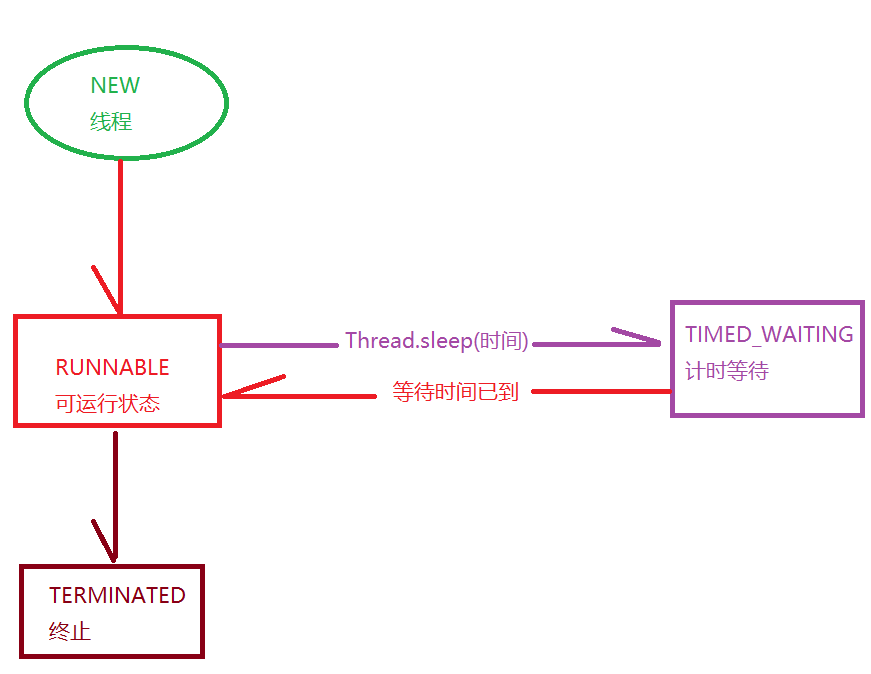 NEW
线程
Thread.sleep(时间)
TIMED_WAITING
计时等待
RUNNABLE
可运行状态
等待时间已到
TERMINATED
终止